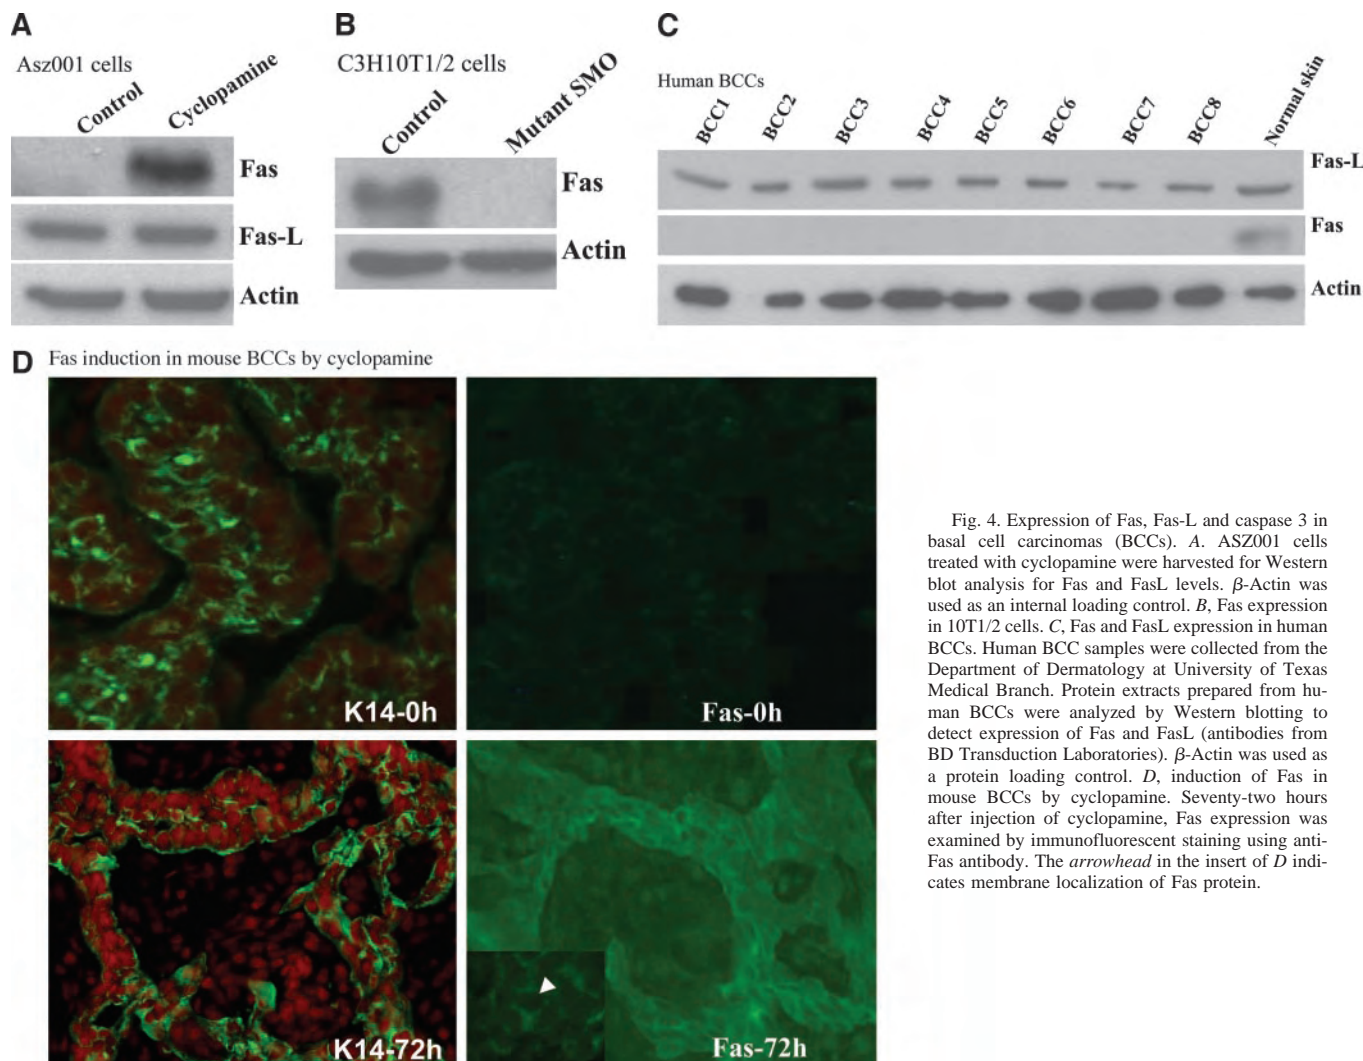 A
Asz001 cells
Control
Cyclopamine
Fas
Fas-L
Actin
B
C3H10T1/2 cells
Control
Mutant SMO
Fas
Actin
C
Human BCCs
BCC1
BCC2
BCC3
BCC4
BCC5
BCC6
BCC7
BCC8
Normal skin
Fas-L
Fas
Actin
D Fas induction in mouse BCCs by cyclopamine
K14-0h
Fas-0h
K14-72h
Fas-72h
Fig. 4. Expression of Fas, Fas-L and caspase 3 in
basal cell carcinomas (BCCs). A. ASZ001 cells
treated with cyclopamine were harvested for Western
blot analysis for Fas and FasL levels. β-Actin was
used as an internal loading control. B, Fas expression
in 10T1/2 cells. C, Fas and FasL expression in human
BCCs. Human BCC samples were collected from the
Department of Dermatology at University of Texas
Medical Branch. Protein extracts prepared from hu-
man BCCs were analyzed by Western blotting to
detect expression of Fas and FasL (antibodies from
BD Transduction Laboratories). β-Actin was used as
a protein loading control. D, induction of Fas in
mouse BCCs by cyclopamine. Seventy-two hours
after injection of cyclopamine, Fas expression was
examined by immunofluorescent staining using anti-
Fas antibody. The arrowhead in the insert of D indi-
cates membrane localization of Fas protein.